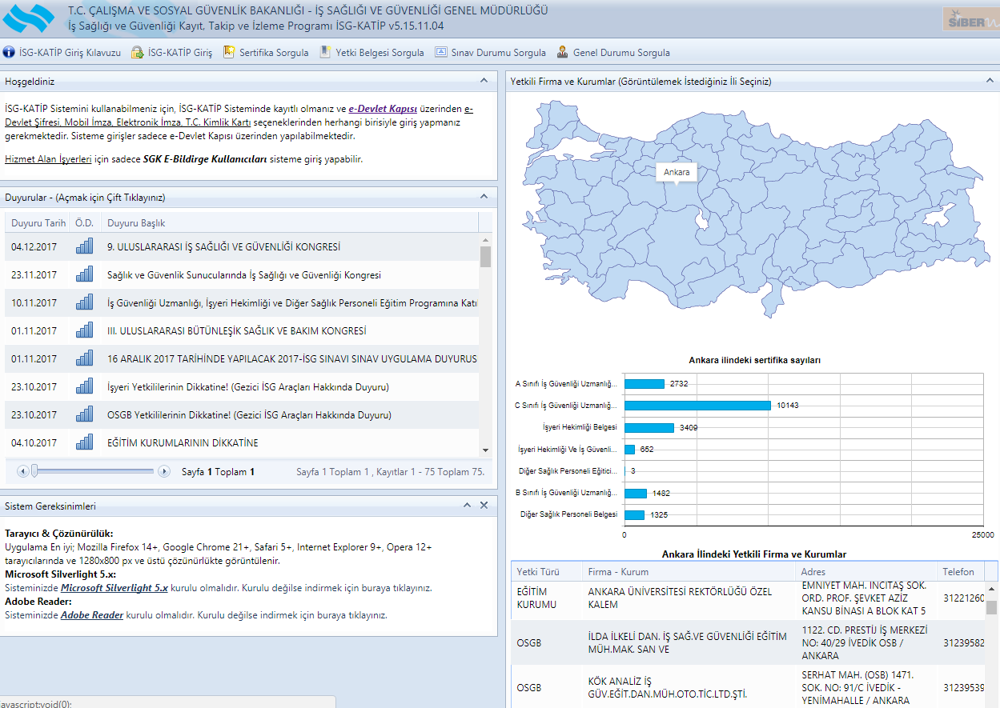 T.C. ÇALIŞMA VE SOSYAL GÜVENLİK BAKANLIĞI - İŞ SAĞLIĞI VE GÜVENLİĞİ GENEL MÜDÜRLÜĞÜ
İş Sağlığı ve Güvenliği Kayıt, Takip ve İzleme Programı İSG-KATİP v5.15.11.04
SİBER
İSG-KATİP Giriş Kılavuzu İSG-KATİP Giriş Sertifika Sorgula Yetki Belgesi Sorgula Sınav Durumu Sorgula Genel Durumu Sorgula
Hoşgeldiniz
İSG-KATİP Sistemini kullanabilmeniz için, İSG-KATİP Sisteminde kayıtlı olmanız ve e-Devlet Kapısı üzerinden e-
Devlet Şifresi, Mobil İmza, Elektronik İmza, T.C. Kimlik Kartı seçeneklerinden herhangi birisiyle giriş yapmanız
gerekmektedir. Sisteme girişler sadece e-Devlet Kapısı üzerinden yapılabilmektedir.
Hizmet Alan İşyerleri için sadece SGK E-Bildirge Kullanıcıları sisteme giriş yapabilir.
Duyurular - (Açmak için Çift Tıklayınız)
Duyuru Tarih Ö.D. Duyuru Başlık
04.12.2017 9. ULUSLARARASI İŞ SAĞLIĞI VE GÜVENLİĞİ KONGRESİ
23.11.2017 Sağlık ve Güvenlik Sunucularında İş Sağlığı ve Güvenliği Kongresi
10.11.2017 İş Güvenliği Uzmanlığı, İşyeri Hekimliği ve Diğer Sağlık Personeli Eğitim Programına Katı
01.11.2017 III. ULUSLARARASI BÜTÜNLEŞİK SAĞLIK VE BAKIM KONGRESİ
01.11.2017 16 ARALIK 2017 TARİHİNDE YAPILACAK 2017-İSG SINAVI SINAV UYGULAMA DUYURUS
23.10.2017 İşyeri Yetkililerinin Dikkatine! (Gezici İSG Araçları Hakkında Duyuru)
23.10.2017 OSGB Yetkililerinin Dikkatine! (Gezici İSG Araçları Hakkında Duyuru)
04.10.2017 EĞİTİM KURUMLARININ DİKKATİNE
Sayfa 1 Toplam 1 Sayfa 1 Toplam 1 , Kayıtlar 1 - 75 Toplam 75.
Sistem Gereksinimleri
Tarayıcı & Çözünürülük:
Uygulama En iyi; Mozilla Firefox 14+, Google Chrome 21+, Safari 5+, Internet Explorer 9+, Opera 12+
tarayıcılarında ve 1280x800 px ve üstü çözünürlükte görüntülenir.
Microsoft Silverlight 5.x:
Sisteminizde Microsoft Silverlight 5.x kurulu olmalıdır. Kurulu değilse indirmek için buraya tıklayınız.
Adobe Reader:
Sisteminizde Adobe Reader kurulu olmalıdır. Kurulu değilse indirmek için buraya tıklayınız.
javascript:void(0);
Yetkili Firma ve Kurumlar (Görüntülemek İstediğiniz İli Seçiniz)
Ankara
Ankara ilindeki sertifika sayıları
A Sınıfı İş Güvenliği Uzmanlığ... 2732
C Sınıfı İş Güvenliği Uzmanlığ... 10143
İşyeri Hekimliği Belgesi 3409
İşyeri Hekimliği Ve İş Güvenli... 652
Diğer Sağlık Personeli Eğitici... 3
B Sınıfı İş Güvenliği Uzmanlığ... 1482
Diğer Sağlık Personeli Belgesi 1325
0 25000
Ankara İlindeki Yetkili Firma ve Kurumlar
Yetki Türü Firma - Kurum Adres Telefon
EĞİTİM KURUMU ANKARA ÜNİVERSİTESİ REKTÖRLÜĞÜ ÖZEL KALEM EMNİYET MAH. INCITAŞ SOK. ORD. PROF. ŞEVKET AZİZ KANSU BİNASI A BLOK KAT 5 31221260
OSGB İLDA İLKELİ DAN. İŞ SAĞ.VE GÜVENLİĞİ EĞİTİM MÜH.MAK. SAN VE 1122. CD. PRESTİJ İŞ MERKEZİ NO: 40/29 İVEDİK OSB / ANKARA 31239582
OSGB KÖK ANALİZ İŞ GÜV.EĞİT.DAN.MÜH.OTO.TİC.LTD.ŞTİ. SERHAT MAH. (OSB) 1471. SOK. NO: 91/C İVEDİK - YENİMAHALLE / ANKARA 31239539